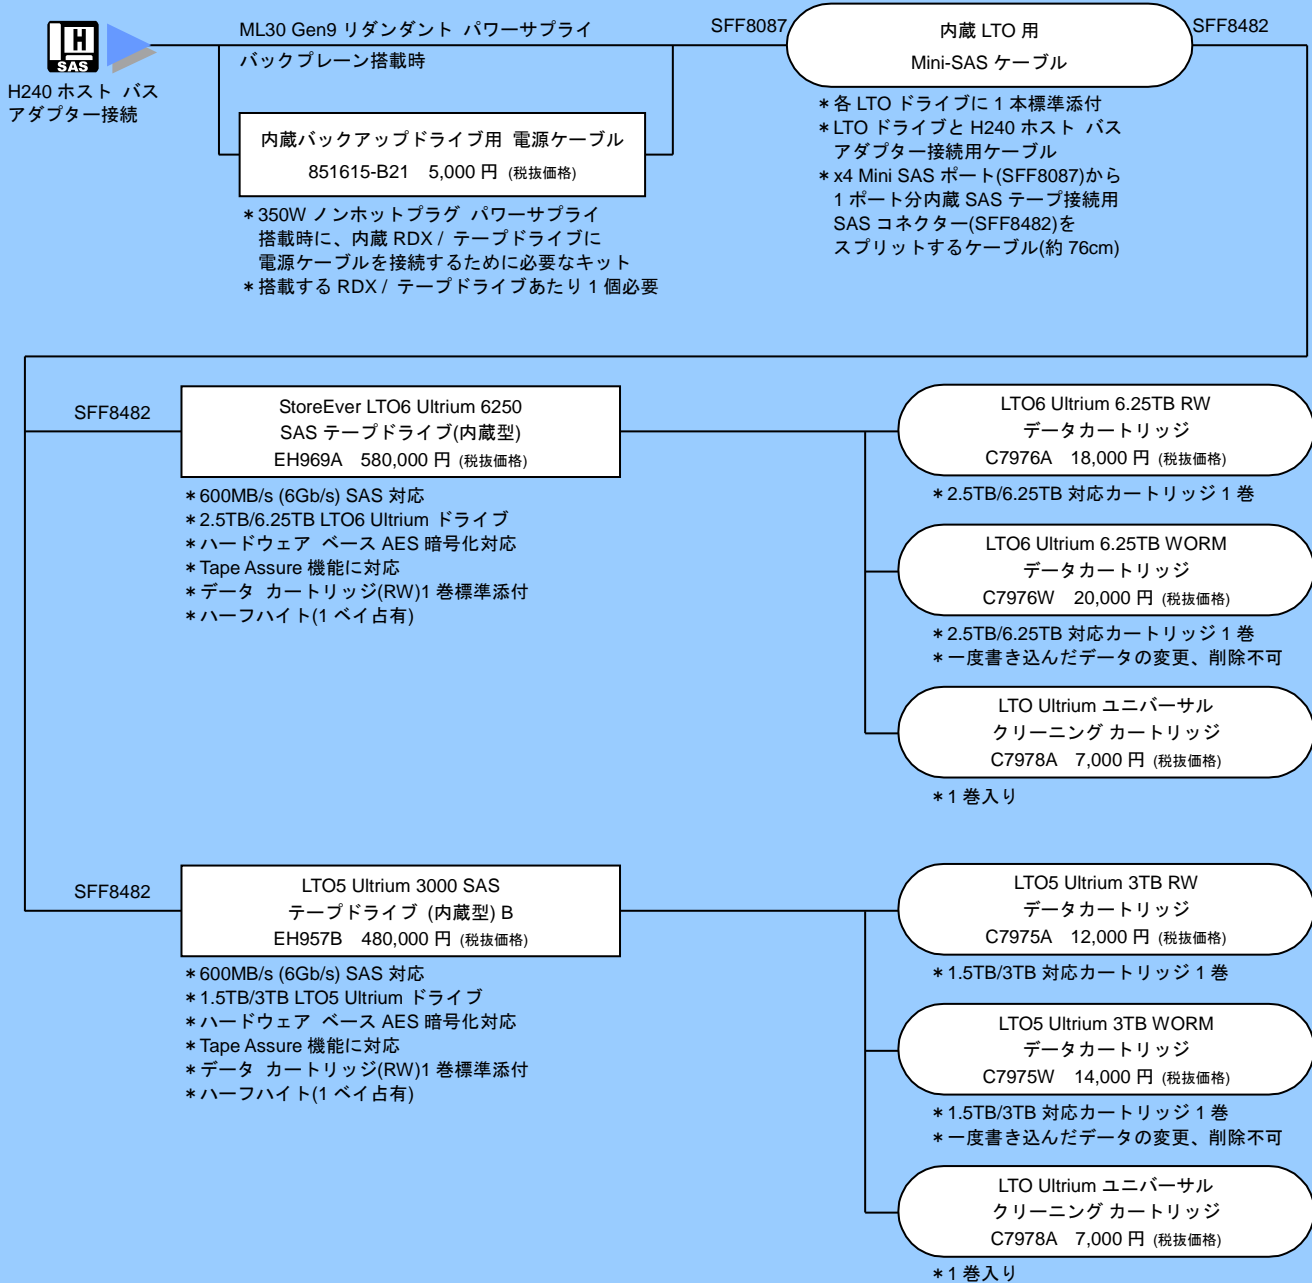 H
SAS
H240 ホスト バス
アダプター接続
ML30 Gen9 リダンダント パワーサプライ
バックプレーン搭載時
内蔵バックアップドライブ用 電源ケーブル
851615-B21 5,000 円 (税抜価格)
*350W ノンホットプラグ パワーサプライ
搭載時に、内蔵 RDX / テープドライブに
電源ケーブルを接続するために必要なキット
*搭載する RDX / テープドライブあたり 1 個必要
SFF8087
内蔵 LTO 用
Mini-SAS ケーブル
SFF8482
*各 LTO ドライブに 1 本標準添付
*LTO ドライブと H240 ホスト バス
アダプター接続用ケーブル
*x4 Mini SAS ポート(SFF8087)から
1 ポート分内蔵 SAS テープ接続用
SAS コネクター(SFF8482)を
スプリットするケーブル(約 76cm)
SFF8482
StoreEver LTO6 Ultrium 6250
SAS テープドライブ(内蔵型)
EH969A 580,000 円 (税抜価格)
*600MB/s (6Gb/s) SAS 対応
*2.5TB/6.25TB LTO6 Ultrium ドライブ
*ハードウェア ベース AES 暗号化対応
*Tape Assure 機能に対応
*データ カートリッジ(RW)1 巻標準添付
*ハーフハイト(1 ベイ占有)
LTO6 Ultrium 6.25TB RW
データカートリッジ
C7976A 18,000 円 (税抜価格)
*2.5TB/6.25TB 対応カートリッジ 1 巻
LTO6 Ultrium 6.25TB WORM
データカートリッジ
C7976W 20,000 円 (税抜価格)
*2.5TB/6.25TB 対応カートリッジ 1 巻
*一度書き込んだデータの変更、削除不可
LTO Ultrium ユニバーサル
クリーニング カートリッジ
C7978A 7,000 円 (税抜価格)
*1 巻入り
SFF8482
LTO5 Ultrium 3000 SAS
テープドライブ (内蔵型) B
EH957B 480,000 円 (税抜価格)
*600MB/s (6Gb/s) SAS 対応
*1.5TB/3TB LTO5 Ultrium ドライブ
*ハードウェア ベース AES 暗号化対応
*Tape Assure 機能に対応
*データ カートリッジ(RW)1 巻標準添付
*ハーフハイト(1 ベイ占有)
LTO5 Ultrium 3TB RW
データカートリッジ
C7975A 12,000 円 (税抜価格)
*1.5TB/3TB 対応カートリッジ 1 巻
LTO5 Ultrium 3TB WORM
データカートリッジ
C7975W 14,000 円 (税抜価格)
*1.5TB/3TB 対応カートリッジ 1 巻
*一度書き込んだデータの変更、削除不可
LTO Ultrium ユニバーサル
クリーニング カートリッジ
C7978A 7,000 円 (税抜価格)
*1 巻入り